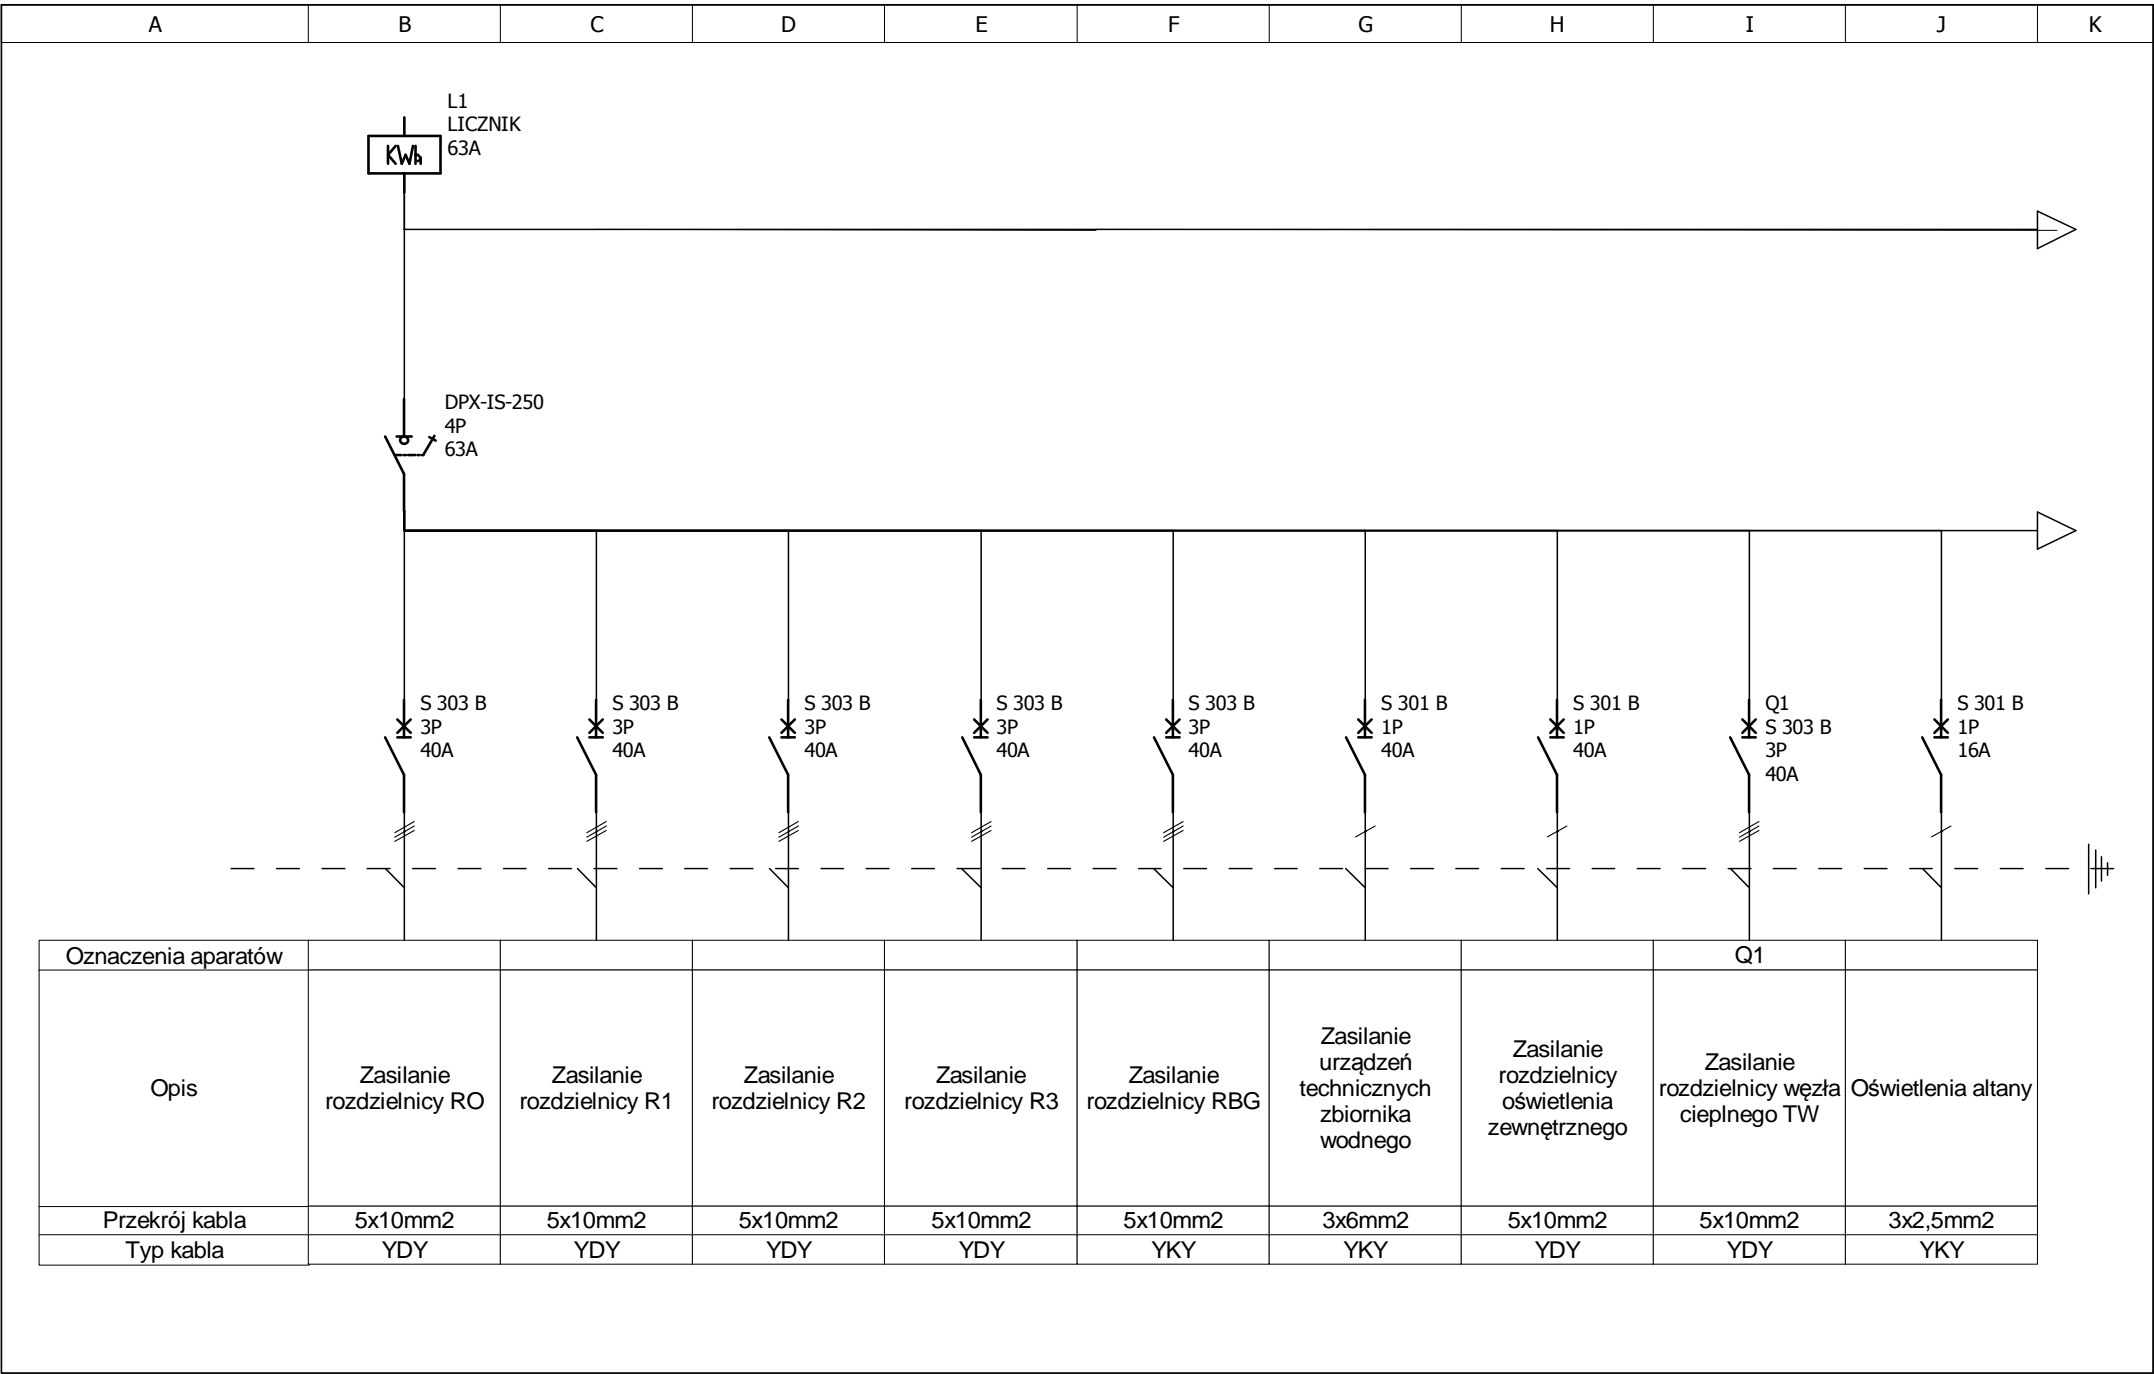 A B C D E F G H I J K
L1
LICZNIK
63A
KWh
DPX-IS-250
4P
63A
S 303 B
3P
40A
S 303 B
3P
40A
S 303 B
3P
40A
S 303 B
3P
40A
S 303 B
3P
40A
S 301 B
1P
40A
S 301 B
1P
40A
Q1
S 303 B
3P
40A
S 301 B
1P
16A
Oznaczenia aparatów Q1
Opis
Zasilanie
rozdzielnicy RO
Zasilanie
rozdzielnicy R1
Zasilanie
rozdzielnicy R2
Zasilanie
rozdzielnicy R3
Zasilanie
rozdzielnicy RBG
Zasilanie
urządzeń
technicznych
zbiornika
wodnego
Zasilanie
rozdzielnicy
oświetlenia
zewnętrznego
Zasilanie
rozdzielnicy węzła
cieplnego TW
Oświetlenia altany
Przekrój kabla 5x10mm2 5x10mm2 5x10mm2 5x10mm2 5x10mm2 3x6mm2 5x10mm2 5x10mm2 3x2,5mm2
Typ kabla YDY YDY YDY YDY YKY YKY YDY YDY YKY